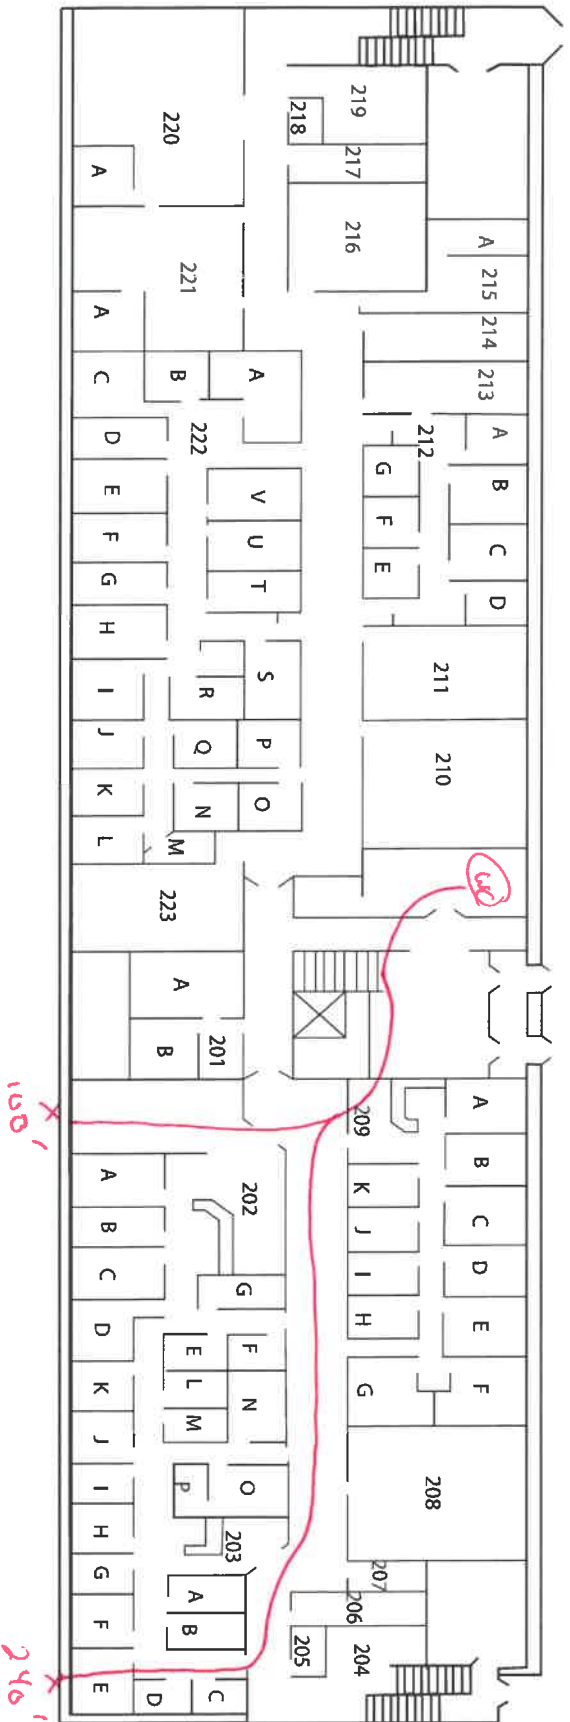 219
218
220
217
A
216
A
215
221
214
A
213
A
B
C
A
212
222
D
G
B
V
E
F
U
C
F
E
T
G
D
H
S
211
R
I
J
Q
P
210
K
N
O
L
M
223
A
201
B
A
209
100'
A
202
K
B
B
J
C
C
G
I
D
H
D
E
F
E
K
L
N
G
F
J
M
I
P
O
208
H
203
G
207
A
206
F
B
205
204
E
D
C
240'